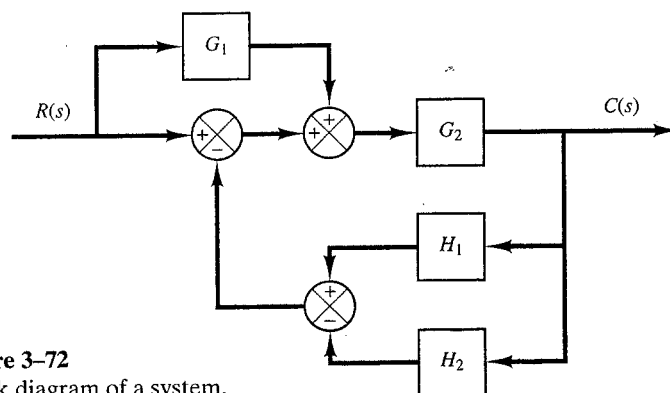 G1
R(s)
C(s)
+
+
+
−
G2
H1
+
−
H2
re 3–72
k diagram of a system.